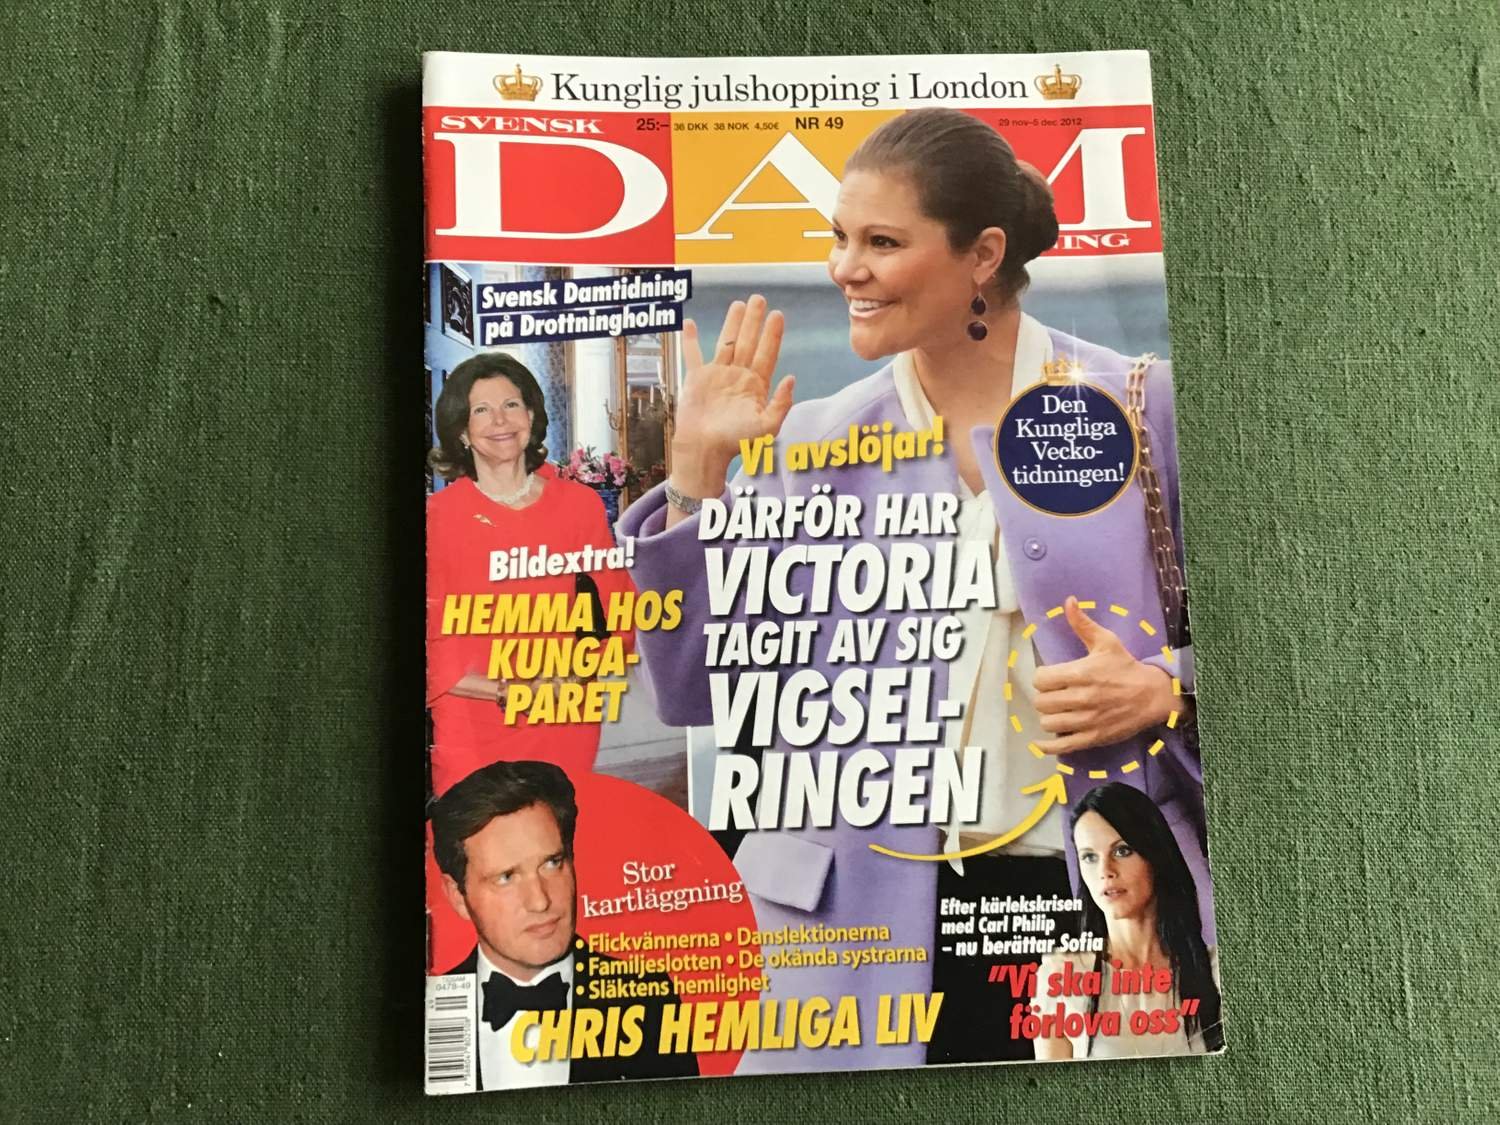 Kunglig julshopping i London
SVENSK
25:- 36 DKK 38 NOK 4,50€ NR 49
29 nov-5 dec 2012
DAM
NING
Svensk Damtidning
på Drottningholm
Den
Kungliga
Vecko-
tidningen!
Vi avslöjar!
DÄRFÖR HAR
VICTORIA
TAGIT AV SIG
VIGSEL-
RINGEN
Bildextra!
HEMMA HOS
KUNGA-
PARET
Stor
kartläggning
• Flickvännerna • Danslektionerna
• Familjeslotten • De okända systrarna
• Släktens hemlighet
CHRIS HEMLIGA LIV
Efter kärlekskrisen
med Carl Philip
– nu berättar Sofia
"Vi ska inte
förlova oss"
0478-49